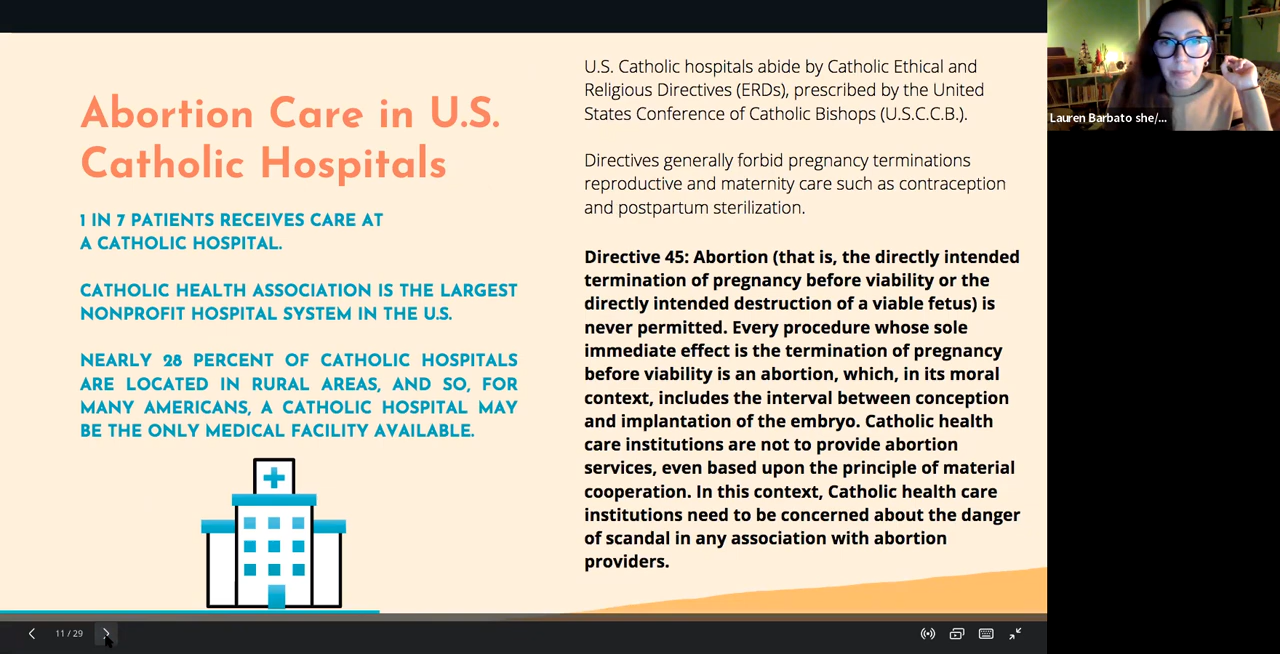 Abortion Care in U.S.
Catholic Hospitals
1 IN 7 PATIENTS RECEIVES CARE AT
A CATHOLIC HOSPITAL.
CATHOLIC HEALTH ASSOCIATION IS THE LARGEST
NONPROFIT HOSPITAL SYSTEM IN THE U.S.
NEARLY 28 PERCENT OF CATHOLIC HOSPITALS
ARE LOCATED IN RURAL AREAS, AND SO, FOR
MANY AMERICANS, A CATHOLIC HOSPITAL MAY
BE THE ONLY MEDICAL FACILITY AVAILABLE.
U.S. Catholic hospitals abide by Catholic Ethical and
Religious Directives (ERDs), prescribed by the United
States Conference of Catholic Bishops (U.S.C.C.B.).
Directives generally forbid pregnancy terminations
reproductive and maternity care such as contraception
and postpartum sterilization.
Directive 45: Abortion (that is, the directly intended
termination of pregnancy before viability or the
directly intended destruction of a viable fetus) is
never permitted. Every procedure whose sole
immediate effect is the termination of pregnancy
before viability is an abortion, which, in its moral
context, includes the interval between conception
and implantation of the embryo. Catholic health
care institutions are not to provide abortion
services, even based upon the principle of material
cooperation. In this context, Catholic health care
institutions need to be concerned about the danger
of scandal in any association with abortion
providers.
Lauren Barbato she/...
11 / 29